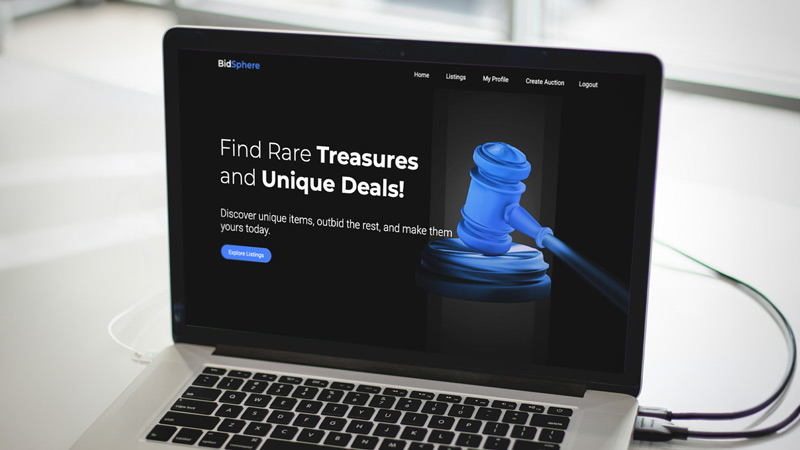 BidSphere
Home Listings My Profile Create Auction Logout
Find Rare Treasures
and Unique Deals!
Discover unique items, outbid the rest, and make them
yours today.
Explore Listings